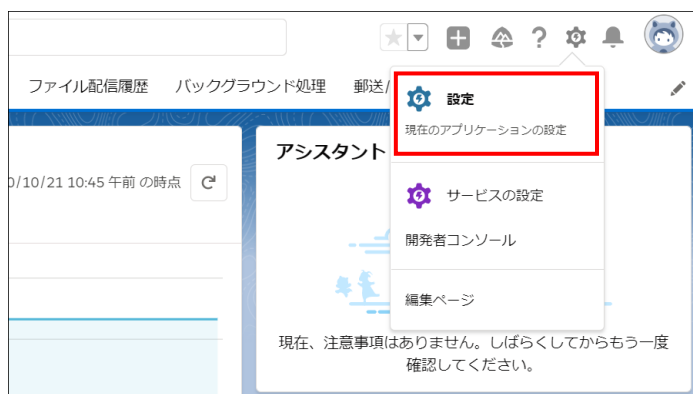 ファイル配信履歴 バックグラウンド処理 郵送/
設定
現在のアプリケーションの設定
アシスタント
0/10/21 10:45 午前 の時点
サービスの設定
開発者コンソール
編集ページ
現在、注意事項はありません。しばらくしてからもう一度
確認してください。